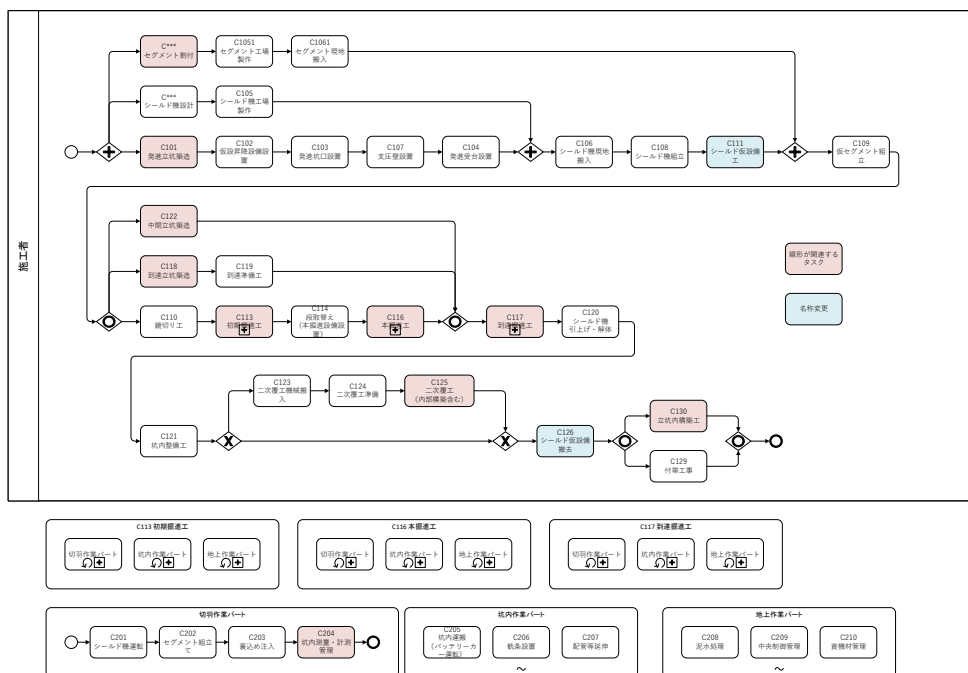 施工者
C***
セグメント割付
C1051
セグメント工場
製作
C1061
セグメント現地
搬入
C***
シールド機設計
C105
シールド機工場
製作
C101
発進立坑築造
C102
仮設昇降設備設
置
C103
発進坑口設置
C107
支圧壁設置
C104
発進受台設置
C106
シールド機現地
搬入
C108
シールド機組立
C111
シールド仮設備
工
C109
仮セグメント組
立
C122
中間立坑築造
C118
到達立坑築造
C119
到達準備工
C110
鏡切り工
C113
初期掘進工
C114
段取替え
(本掘進設備設
置)
C116
本掘進工
C117
到達掘進工
C120
シールド機
引上げ・解体
線形が関連する
タスク
名称変更
C123
二次覆工機械搬
入
C124
二次覆工準備
C125
二次覆工
(内部構築含む)
C121
坑内整備工
C126
シールド仮設備
撤去
C130
立坑内構築工
C129
付帯工事
C113 初期掘進工
切羽作業パート
坑内作業パート
地上作業パート
C116 本掘進工
切羽作業パート
坑内作業パート
地上作業パート
C117 到達掘進工
切羽作業パート
坑内作業パート
地上作業パート
切羽作業パート
C201
シールド機運転
C202
セグメント組立
て
C203
裏込め注入
C204
坑内測量・計測
管理
坑内作業パート
C205
坑内運搬
(バッテリーカ
ー運転)
C206
軌条設置
C207
配管等延伸
~
地上作業パート
C208
泥水処理
C209
中央制御管理
C210
資機材管理
~